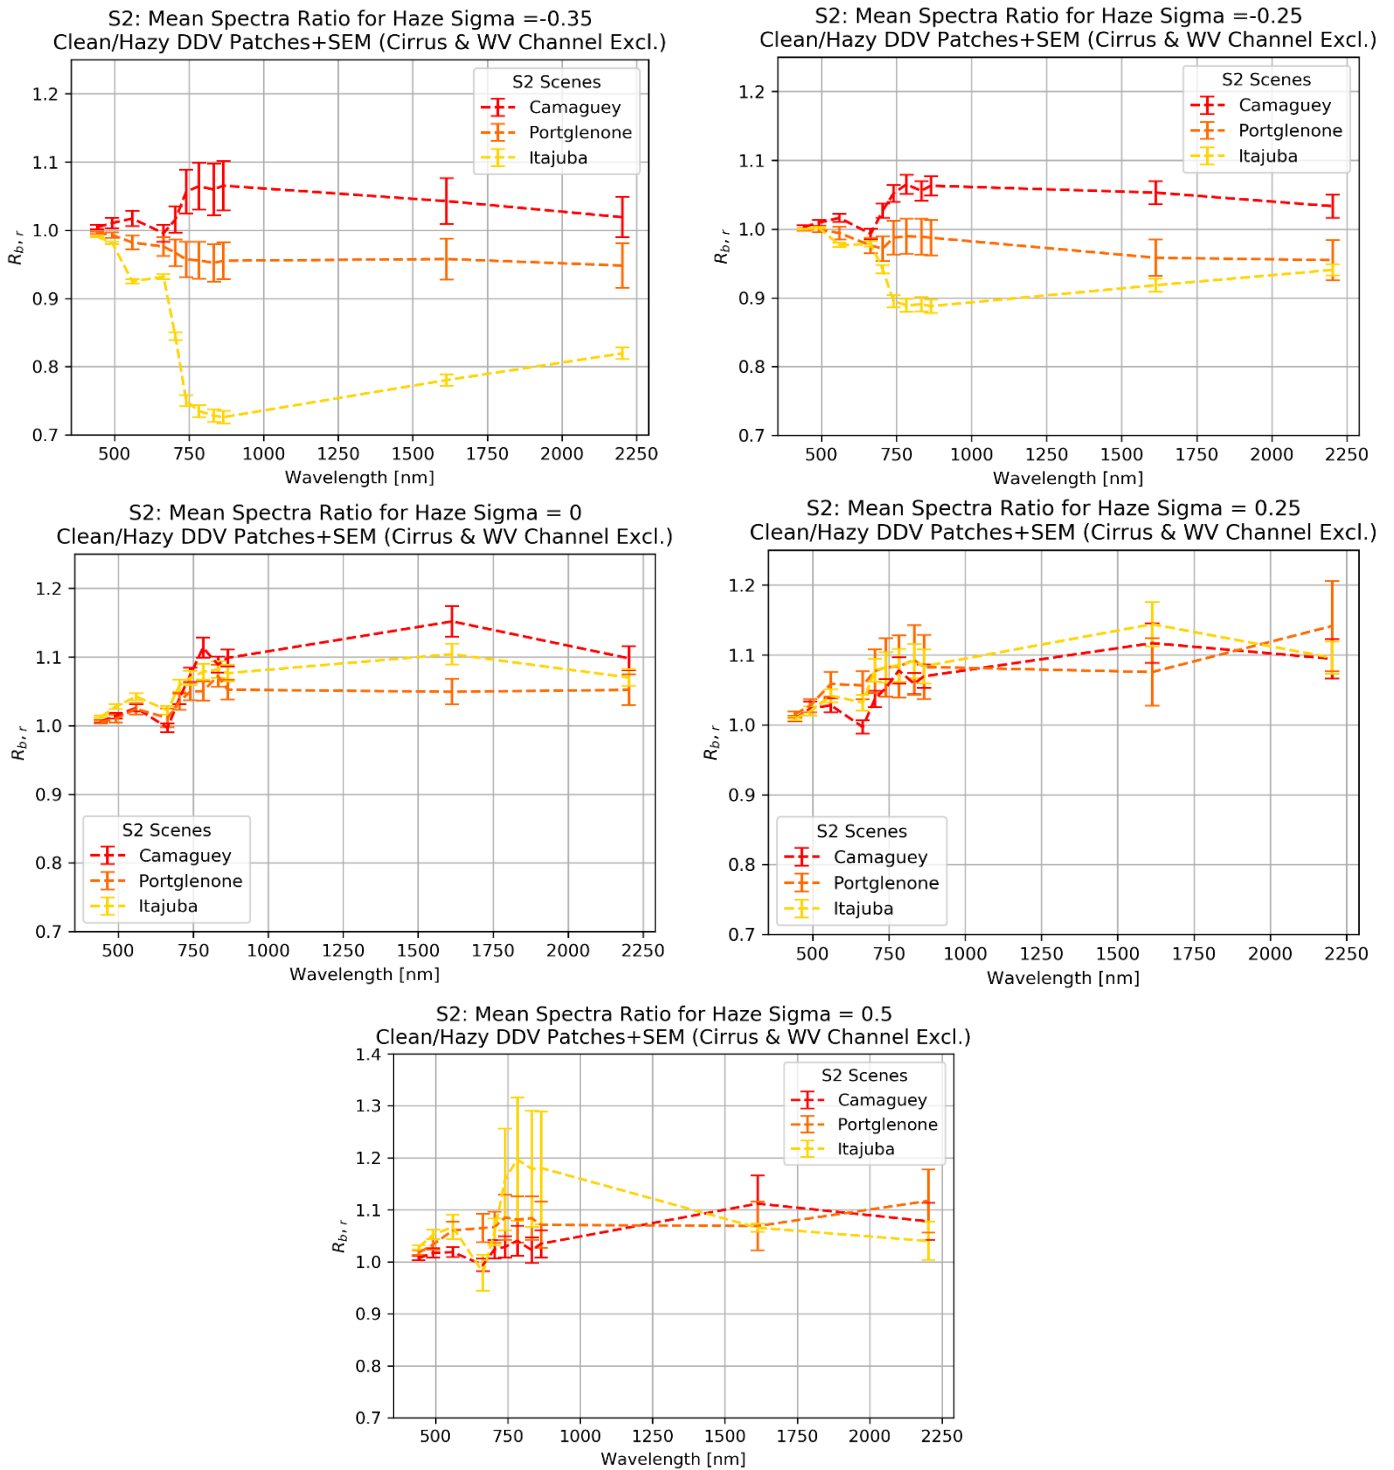 S2: Mean Spectra Ratio for Haze Sigma =-0.35
Clean/Hazy DDV Patches+SEM (Cirrus & WV Channel Excl.)
S2 Scenes
Camaguey
Portglenone
Itajuba
1.2
1.1
1.0
0.9
0.8
0.7
R_{b, r}
500 750 1000 1250 1500 1750 2000 2250
Wavelength [nm]
S2: Mean Spectra Ratio for Haze Sigma =-0.25
Clean/Hazy DDV Patches+SEM (Cirrus & WV Channel Excl.)
S2 Scenes
Camaguey
Portglenone
Itajuba
1.2
1.1
1.0
0.9
0.8
0.7
R_{b, r}
500 750 1000 1250 1500 1750 2000 2250
Wavelength [nm]
S2: Mean Spectra Ratio for Haze Sigma = 0
Clean/Hazy DDV Patches+SEM (Cirrus & WV Channel Excl.)
1.2
1.1
1.0
0.9
0.8
0.7
R_{b, r}
S2 Scenes
Camaguey
Portglenone
Itajuba
500 750 1000 1250 1500 1750 2000 2250
Wavelength [nm]
S2: Mean Spectra Ratio for Haze Sigma = 0.25
Clean/Hazy DDV Patches+SEM (Cirrus & WV Channel Excl.)
1.2
1.1
1.0
0.9
0.8
0.7
R_{b, r}
S2 Scenes
Camaguey
Portglenone
Itajuba
500 750 1000 1250 1500 1750 2000 2250
Wavelength [nm]
S2: Mean Spectra Ratio for Haze Sigma = 0.5
Clean/Hazy DDV Patches+SEM (Cirrus & WV Channel Excl.)
S2 Scenes
Camaguey
Portglenone
Itajuba
1.4
1.3
1.2
1.1
1.0
0.9
0.8
0.7
R_{b, r}
500 750 1000 1250 1500 1750 2000 2250
Wavelength [nm]